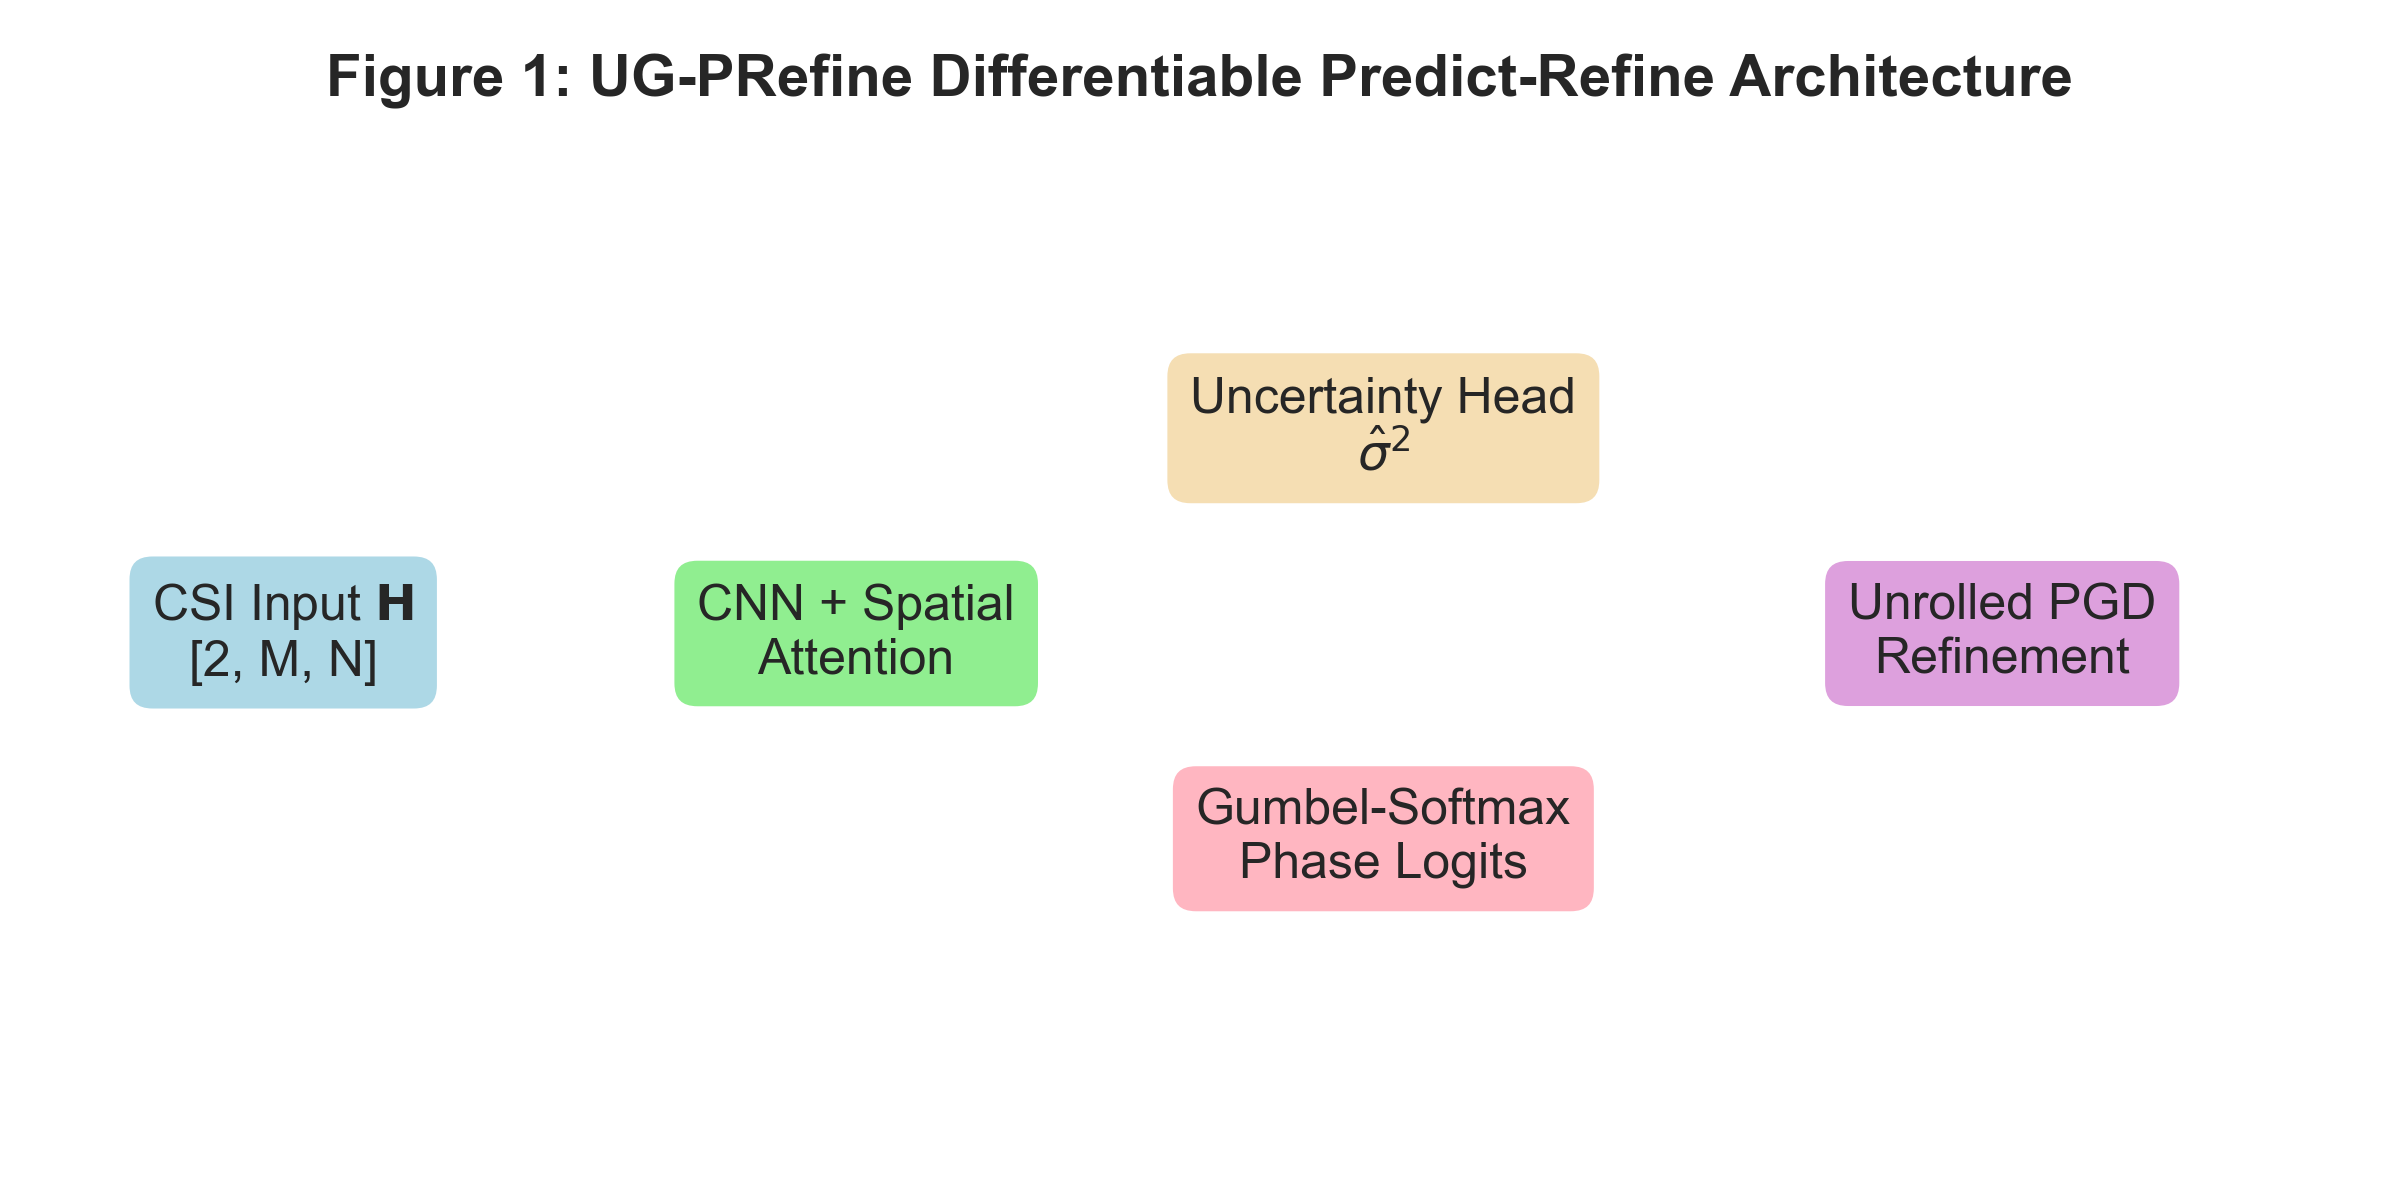 Figure 1: UG-PRefine Differentiable Predict-Refine Architecture
Uncertainty Head
σ̂²
CSI Input H
[2, M, N]
CNN + Spatial
Attention
Unrolled PGD
Refinement
Gumbel-Softmax
Phase Logits